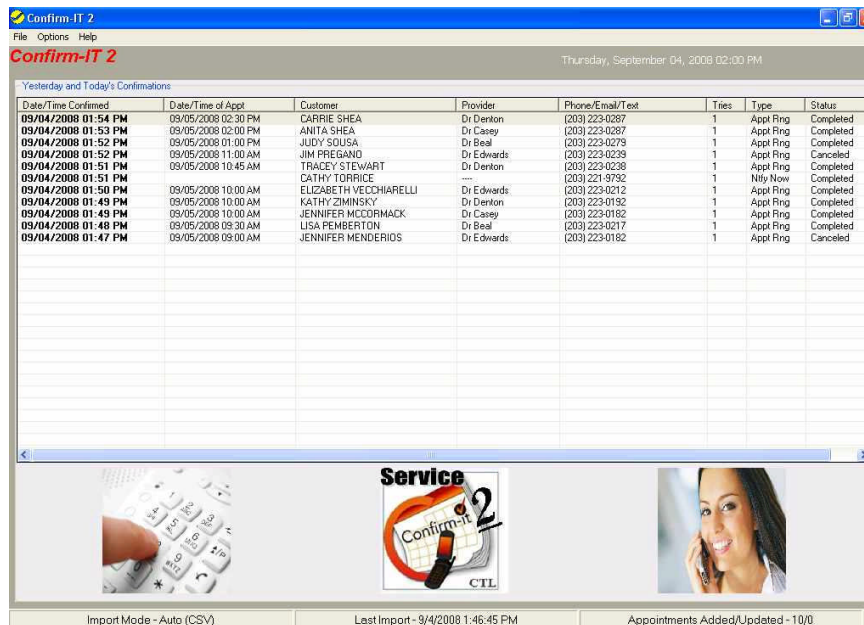 Confirm-IT 2
File Options Help
Confirm-IT 2 Thursday, September 04, 2008 02:00 PM
Yesterday and Today's Confirmations
Date/Time Confirmed Date/Time of Appt Customer Provider Phone/Email/Text Tries Type Status
09/04/2008 01:54 PM 09/05/2008 02:30 PM CARRIE SHEA Dr Denton (203) 223-0287 1 Appt Rng Completed
09/04/2008 01:53 PM 09/05/2008 02:00 PM ANITA SHEA Dr Casey (203) 223-0287 1 Appt Rng Completed
09/04/2008 01:52 PM 09/05/2008 01:00 PM JUDY SOUSA Dr Beal (203) 223-0279 1 Appt Rng Completed
09/04/2008 01:52 PM 09/05/2008 11:00 AM JIM PREGANO Dr Edwards (203) 223-0239 1 Appt Rng Canceled
09/04/2008 01:51 PM 09/05/2008 10:45 AM TRACEY STEWART Dr Denton (203) 223-0238 1 Appt Rng Completed
09/04/2008 01:51 PM CATHY TORRICE ---- (203) 221-9792 1 Ntfy Now Completed
09/04/2008 01:50 PM 09/05/2008 10:00 AM ELIZABETH VECCHIARELLI Dr Edwards (203) 223-0212 1 Appt Rng Completed
09/04/2008 01:49 PM 09/05/2008 10:00 AM KATHY ZIMINSKY Dr Denton (203) 223-0192 1 Appt Rng Completed
09/04/2008 01:49 PM 09/05/2008 10:00 AM JENNIFER MCCORMACK Dr Casey (203) 223-0182 1 Appt Rng Completed
09/04/2008 01:48 PM 09/05/2008 09:30 AM LISA PEMBERTON Dr Beal (203) 223-0217 1 Appt Rng Completed
09/04/2008 01:47 PM 09/05/2008 09:00 AM JENNIFER MENDERIOS Dr Edwards (203) 223-0182 1 Appt Rng Canceled
Service
Confirm-it 2
CTL
Import Mode - Auto (CSV) Last Import - 9/4/2008 1:46:45 PM Appointments Added/Updated - 10/0